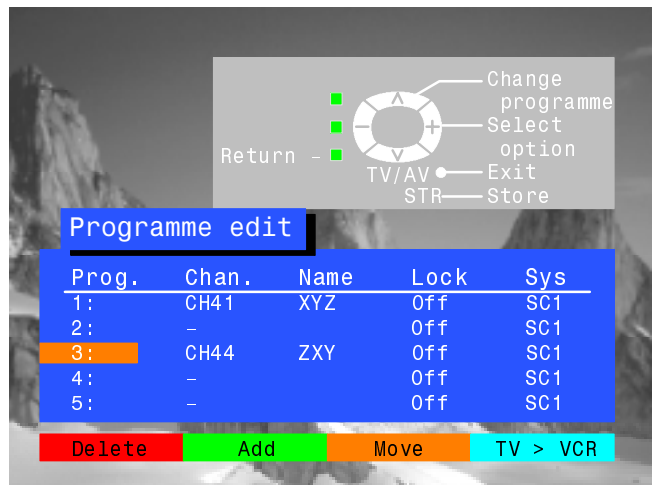 Change
programme
Select
option
Return –
TV/AV Exit
STR Store
Programme edit
Prog. Chan. Name Lock Sys
1: CH41 XYZ Off SC1
2: – Off SC1
3: CH44 ZXY Off SC1
4: – Off SC1
5: – Off SC1
Delete Add Move TV > VCR